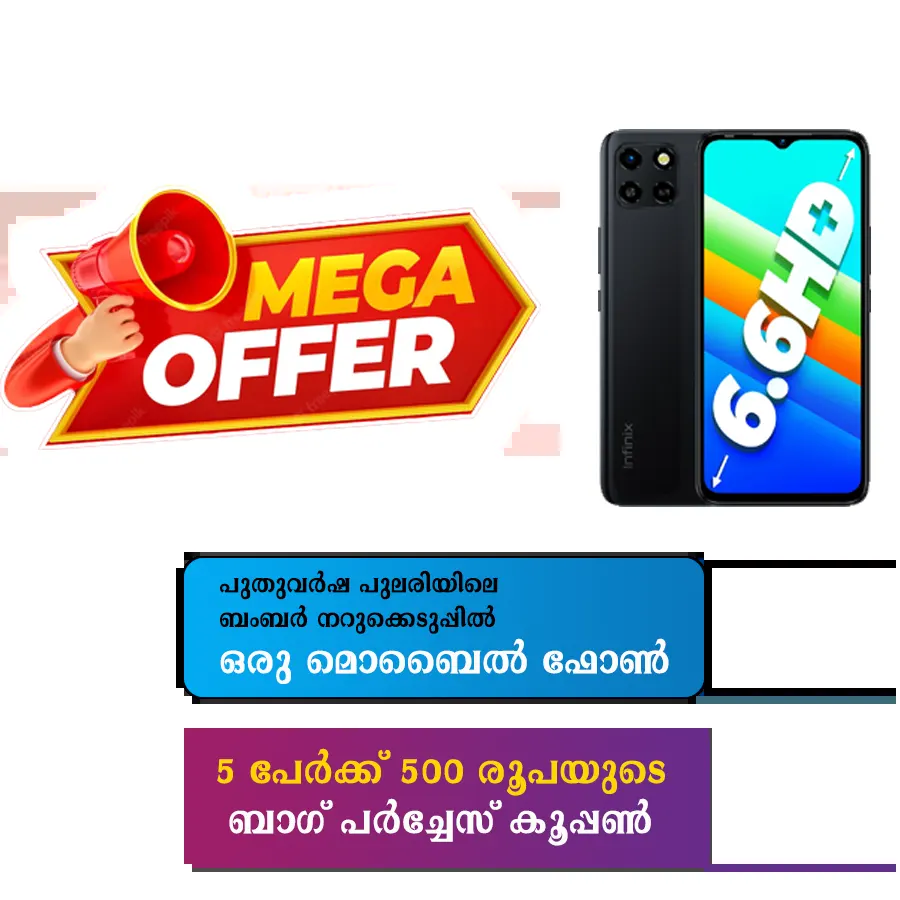 MEGA
OFFER
6.6HD+
Infinix
പുതുവർഷ പുലരിയിലെ
ബംബർ നറുക്കെടുപ്പിൽ
ഒരു മൊബൈൽ ഫോൺ
5 പേർക്ക് 500 രൂപയുടെ
ബാഗ് പർച്ചേസ് കൂപ്പൺ